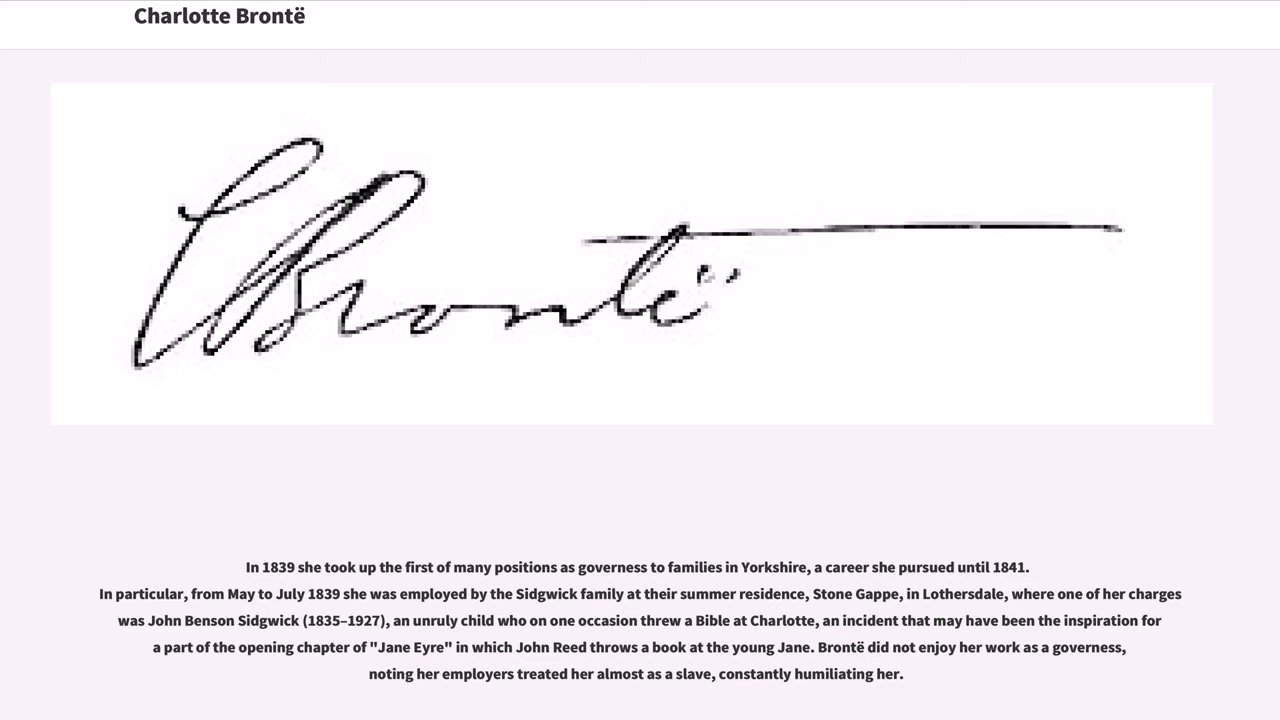 Charlotte Brontë
CBrontë
In 1839 she took up the first of many positions as governess to families in Yorkshire, a career she pursued until 1841.
In particular, from May to July 1839 she was employed by the Sidgwick family at their summer residence, Stone Gappe, in Lothersdale, where one of her charges
was John Benson Sidgwick (1835–1927), an unruly child who on one occasion threw a Bible at Charlotte, an incident that may have been the inspiration for
a part of the opening chapter of "Jane Eyre" in which John Reed throws a book at the young Jane. Brontë did not enjoy her work as a governess,
noting her employers treated her almost as a slave, constantly humiliating her.